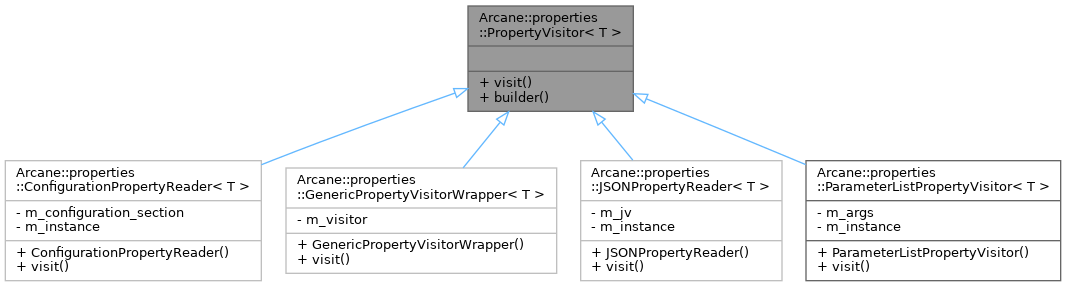 Arcane::properties
::PropertyVisitor< T >
+ visit()
+ builder()
Arcane::properties
::ConfigurationPropertyReader< T >
- m_configuration_section
- m_instance
+ ConfigurationPropertyReader()
+ visit()
Arcane::properties
::GenericPropertyVisitorWrapper< T >
- m_visitor
+ GenericPropertyVisitorWrapper()
+ visit()
Arcane::properties
::JSONPropertyReader< T >
- m_jv
- m_instance
+ JSONPropertyReader()
+ visit()
Arcane::properties
::ParameterListPropertyVisitor< T >
- m_args
- m_instance
+ ParameterListPropertyVisitor()
+ visit()